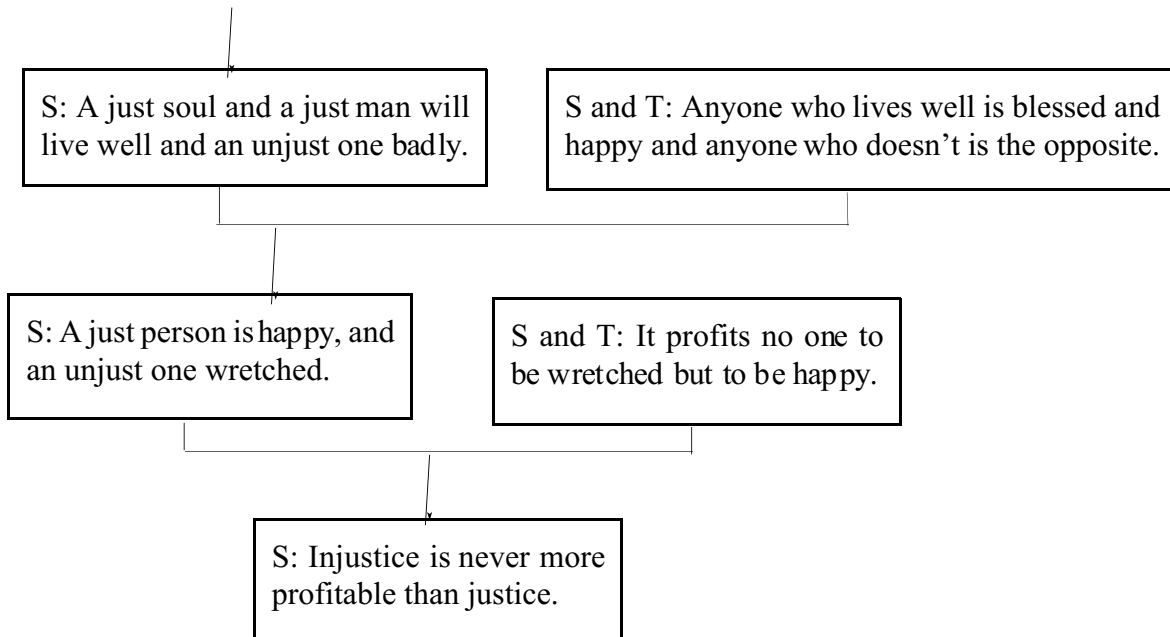 S: A just soul and a just man will
live well and an unjust one badly.
S and T: Anyone who lives well is blessed and
happy and anyone who doesn’t is the opposite.
S: A just person is happy, and
an unjust one wretched.
S and T: It profits no one to
be wretched but to be happy.
S: Injustice is never more
profitable than justice.